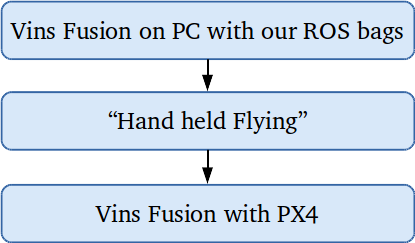 Vins Fusion on PC with our ROS bags
“Hand held Flying”
Vins Fusion with PX4